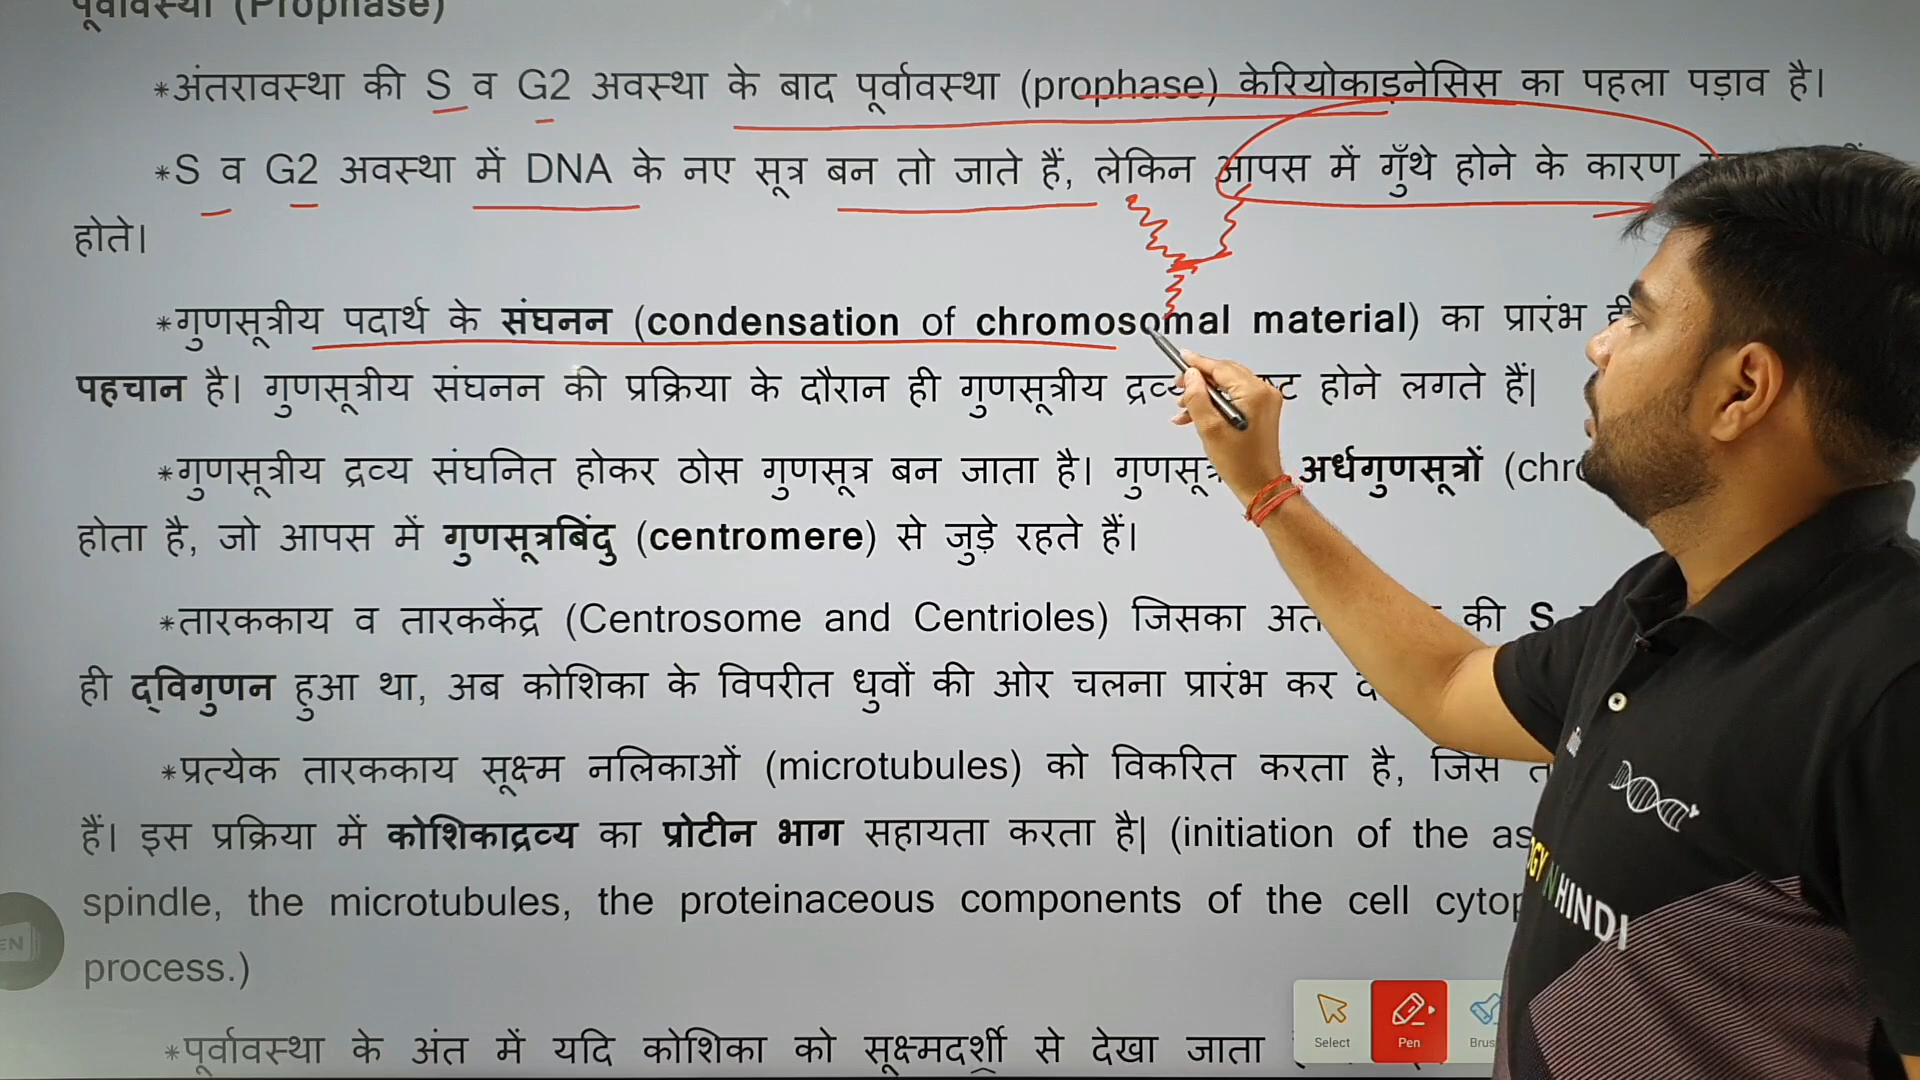 पूर्वावस्था (Prophase)
*अंतरावस्था की S व G2 अवस्था के बाद पूर्वावस्था (prophase) केरियोकाइनेसिस का पहला पड़ाव है।
*S व G2 अवस्था में DNA के नए सूत्र बन तो जाते हैं, लेकिन आपस में गुँथे होने के कारण
होते।
*गुणसूत्रीय पदार्थ के संघनन (condensation of chromosomal material) का प्रारंभ
पहचान है। गुणसूत्रीय संघनन की प्रक्रिया के दौरान ही गुणसूत्रीय होने लगते हैं|
*गुणसूत्रीय द्रव्य संघनित होकर ठोस गुणसूत्र बन जाता है। अर्धगुणसूत्रों
होता है, जो आपस में गुणसूत्रबिंदु (centromere) से जुड़े रहते हैं।
*तारककाय व तारककेंद्र (Centrosome and Centrioles) जिसका की S
ही द्विगुणन हुआ था, अब कोशिका के विपरीत धुवों की ओर चलना प्रारंभ कर
*प्रत्येक तारककाय सूक्ष्म नलिकाओं (microtubules) को विकरित करता है,
हैं। इस प्रक्रिया में कोशिकाद्रव्य का प्रोटीन भाग सहायता करता है| (initiation of the
spindle, the microtubules, the proteinaceous components of the cell
process.)
*पूर्वावस्था के अंत में यदि कोशिका को सूक्ष्मदर्शी से देखा जाता
Select
Pen
HINDI